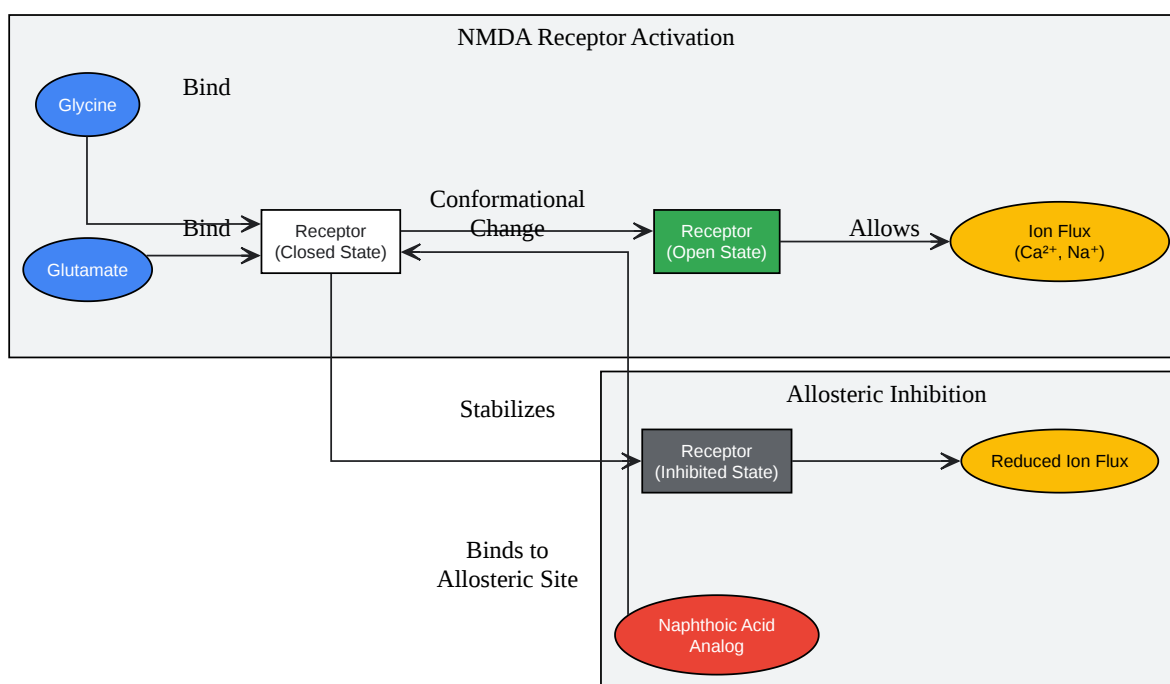 NMDA Receptor Activation
Bind
Glycine
Bind
Glutamate
Receptor
(Closed State)
Conformational
Change
Receptor
(Open State)
Allows
Ion Flux
(Ca²⁺, Na⁺)
Allosteric Inhibition
Stabilizes
Receptor
(Inhibited State)
Reduced Ion Flux
Binds to
Allosteric Site
Naphthoic Acid
Analog